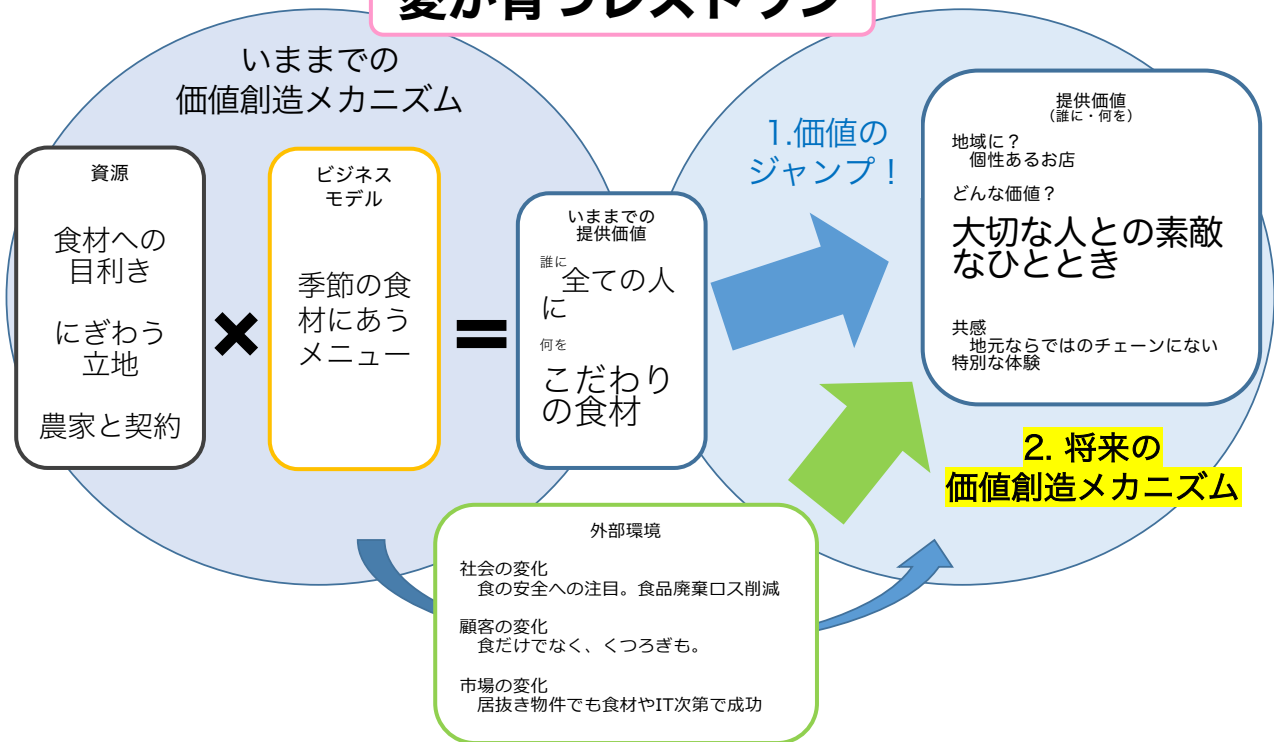 愛が育つレストラン
いままでの
価値創造メカニズム
資源
食材への
目利き
にぎわう
立地
農家と契約
×
ビジネス
モデル
季節の食
材にあう
メニュー
=
いままでの
提供価値
誰に
全ての人
に
何を
こだわり
の食材
1.価値の
ジャンプ！
提供価値
（誰に・何を）
地域に？
個性あるお店
どんな価値？
大切な人との素敵
なひととき
共感
地元ならではのチェーンにない
特別な体験
2. 将来の
価値創造メカニズム
外部環境
社会の変化
食の安全への注目。食品廃棄ロス削減
顧客の変化
食だけでなく、くつろぎも。
市場の変化
居抜き物件でも食材やIT次第で成功